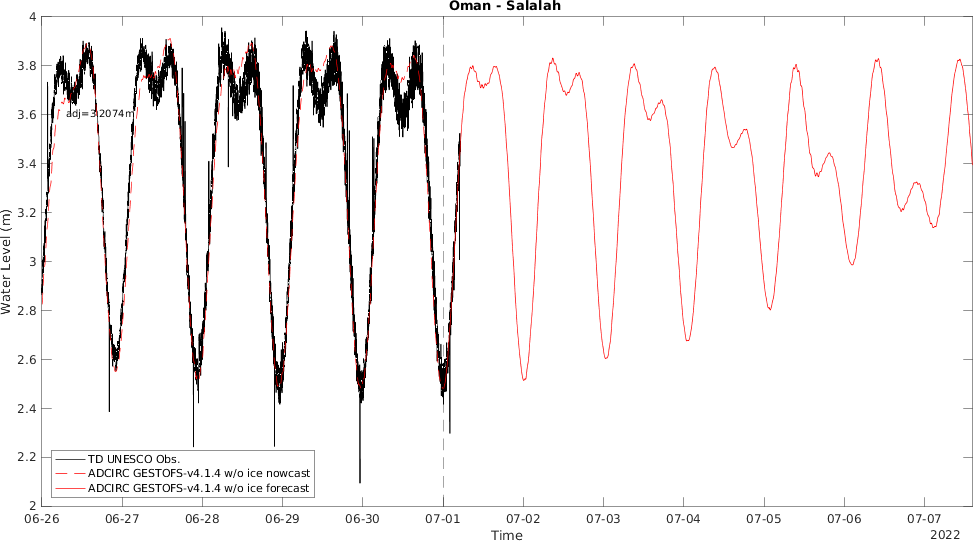 Oman - Salalah
4
3.8
3.6
3.4
3.2
3
2.8
2.6
2.4
2.2
2
Water Level (m)
adj=3.2074m
TD UNESCO Obs.
ADCIRC GESTOFS-v4.1.4 w/o ice nowcast
ADCIRC GESTOFS-v4.1.4 w/o ice forecast
06-26 06-27 06-28 06-29 06-30 07-01 07-02 07-03 07-04 07-05 07-06 07-07
Time
2022